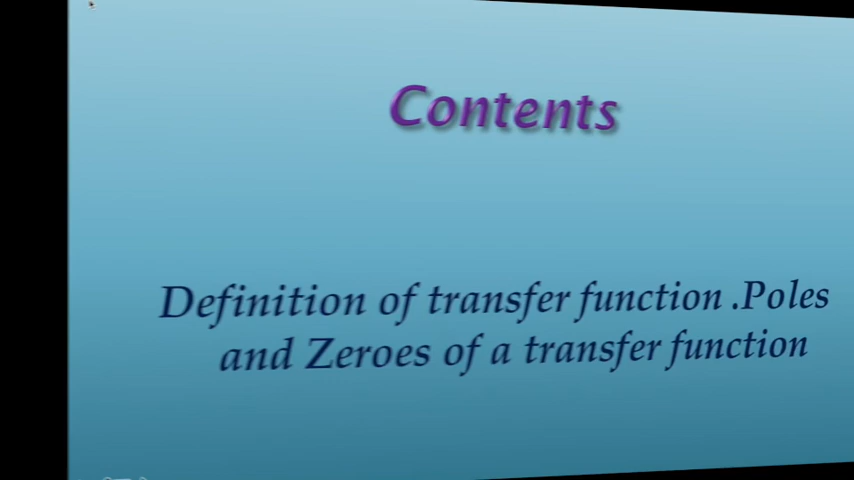 Contents
Definition of transfer function .Poles
and Zeroes of a transfer function